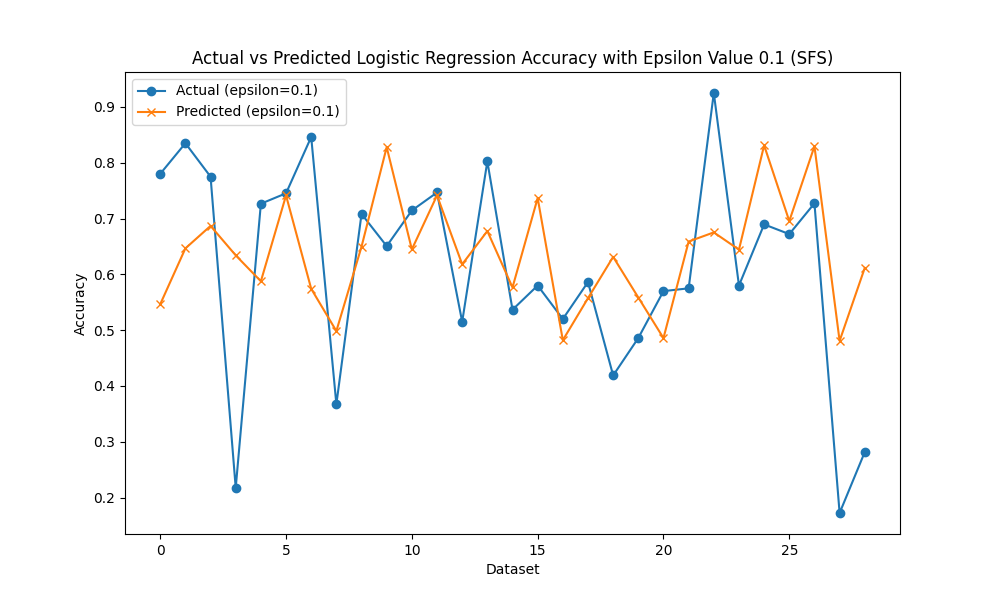 Actual vs Predicted Logistic Regression Accuracy with Epsilon Value 0.1 (SFS)
Actual (epsilon=0.1)
Predicted (epsilon=0.1)
Accuracy
0.9
0.8
0.7
0.6
0.5
0.4
0.3
0.2
0 5 10 15 20 25
Dataset